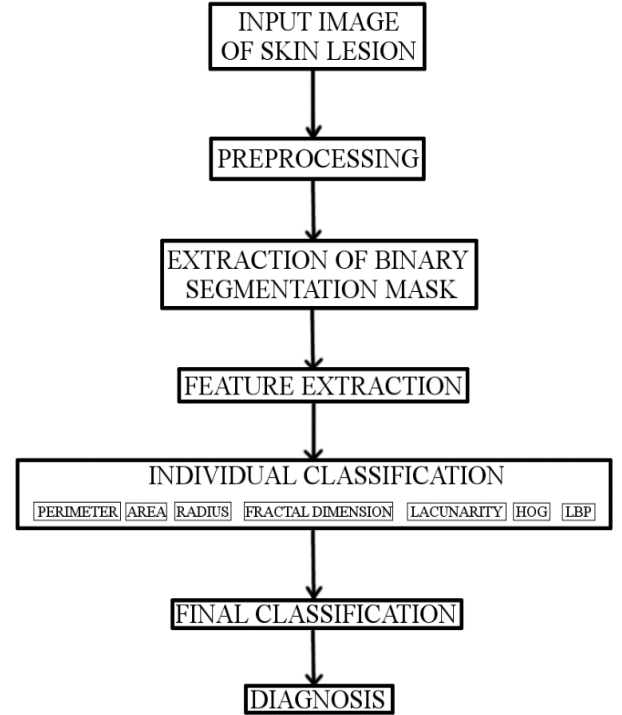 INPUT IMAGE
OF SKIN LESION
PREPROCESSING
EXTRACTION OF BINARY
SEGMENTATION MASK
FEATURE EXTRACTION
INDIVIDUAL CLASSIFICATION
PERIMETER AREA RADIUS FRACTAL DIMENSION LACUNARITY HOG LBP
FINAL CLASSIFICATION
DIAGNOSIS